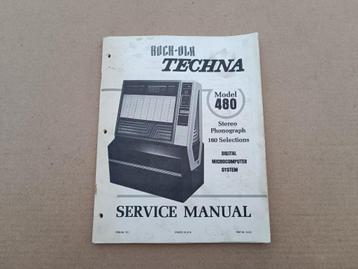 ROCK-OLA
TECHNA
Model
480
Stereo
Phonograph
160 Selections
DIGITAL
MICROCOMPUTER
SYSTEM
SERVICE MANUAL